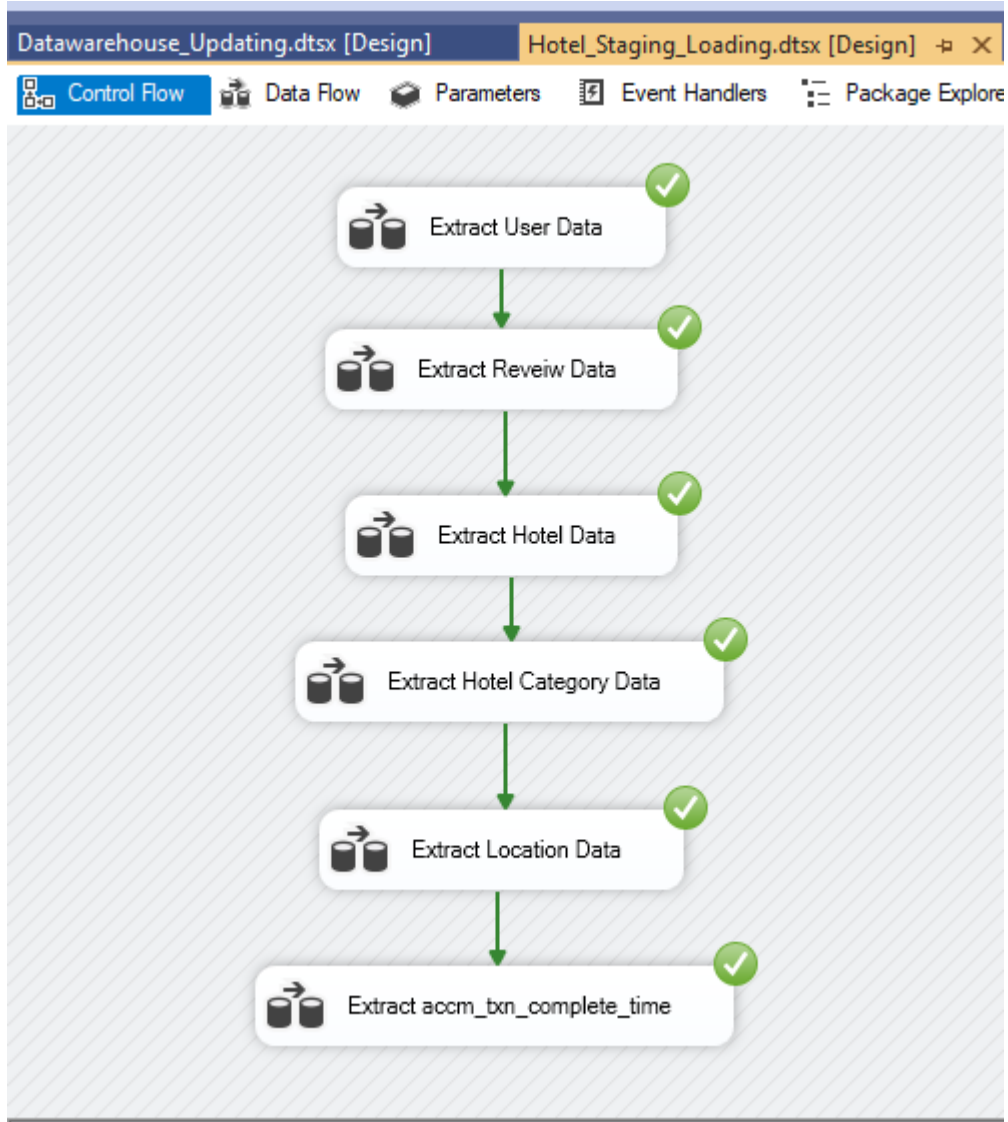 Datawarehouse_Updating.dtsx [Design]
Hotel_Staging_Loading.dtsx [Design]
Control Flow
Data Flow
Parameters
Event Handlers
Package Explore
Extract User Data
Extract Reveiw Data
Extract Hotel Data
Extract Hotel Category Data
Extract Location Data
Extract accm_txn_complete_time